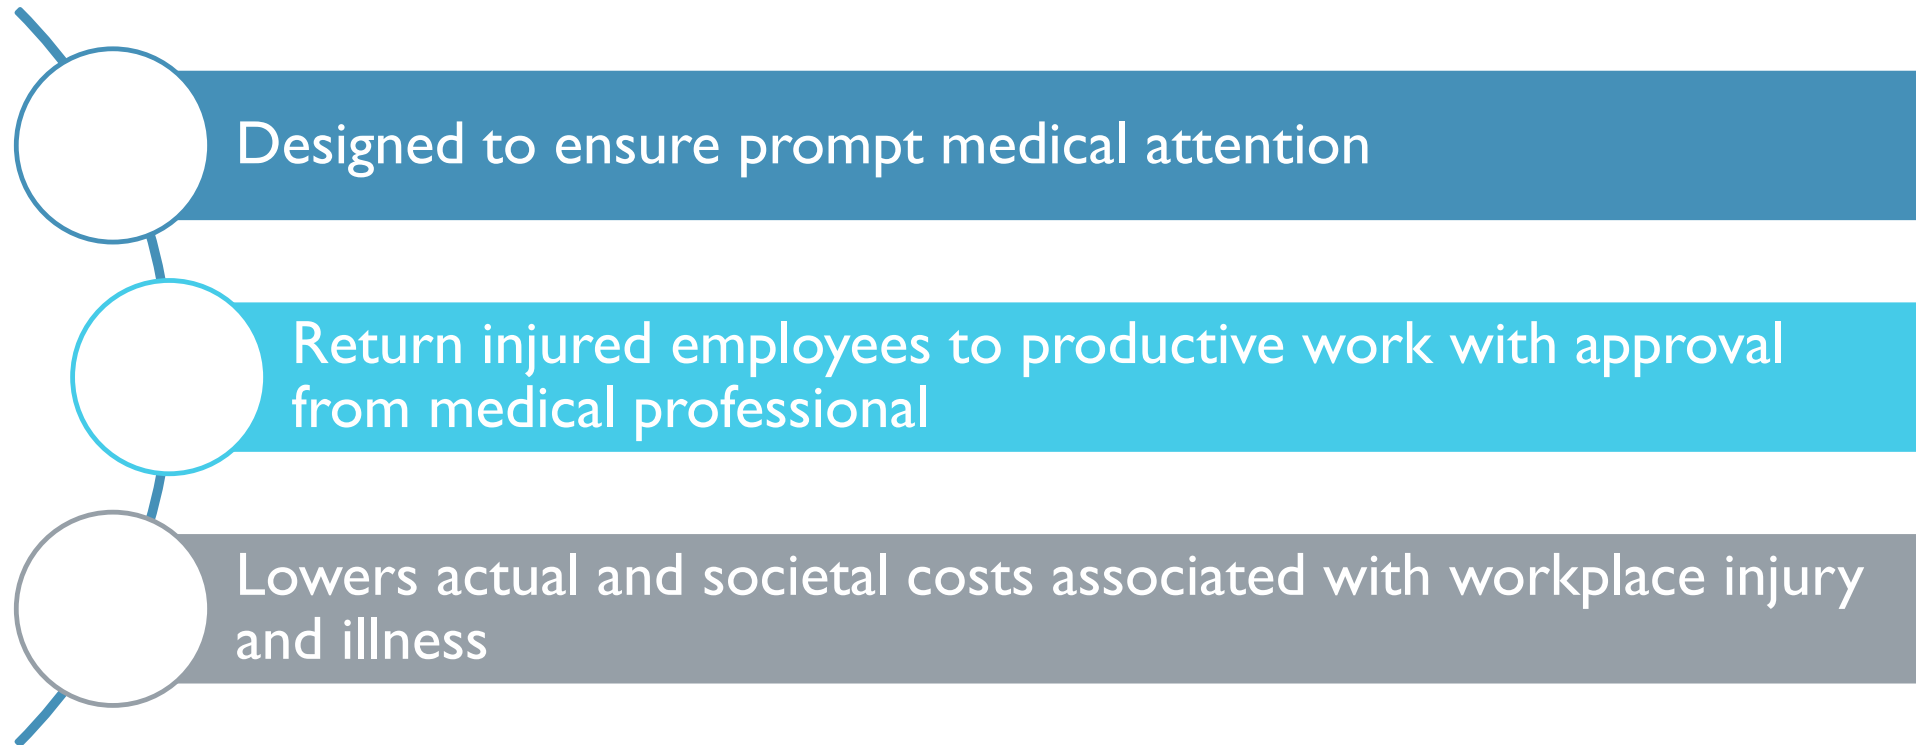 Designed to ensure prompt medical attention
Return injured employees to productive work with approval
from medical professional
Lowers actual and societal costs associated with workplace injury
and illness